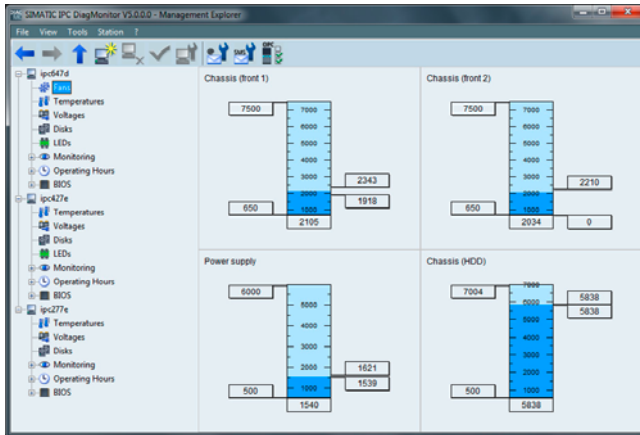 SIMATIC IPC DiagMonitor V5.0.0.0 - Management Explorer
File View Tools Station ?
SMS OPC
ipc647d
Fans
Temperatures
Voltages
Disks
LEDs
Monitoring
Operating Hours
BIOS
ipc427e
Temperatures
Voltages
Disks
LEDs
Monitoring
Operating Hours
BIOS
ipc277e
Temperatures
Voltages
Disks
Monitoring
Operating Hours
BIOS
Chassis (front 1)
7500
7000
6000
5000
4000
3000
2343
2000
1918
650
1000
2105
Chassis (front 2)
7500
7000
6000
5000
4000
3000
2210
2000
650
1000
0
2034
Power supply
6000
5000
4000
3000
2000
1621
1539
500
1000
1540
Chassis (HDD)
7004
7000
6000
5838
5838
5000
4000
3000
2000
500
1000
5838